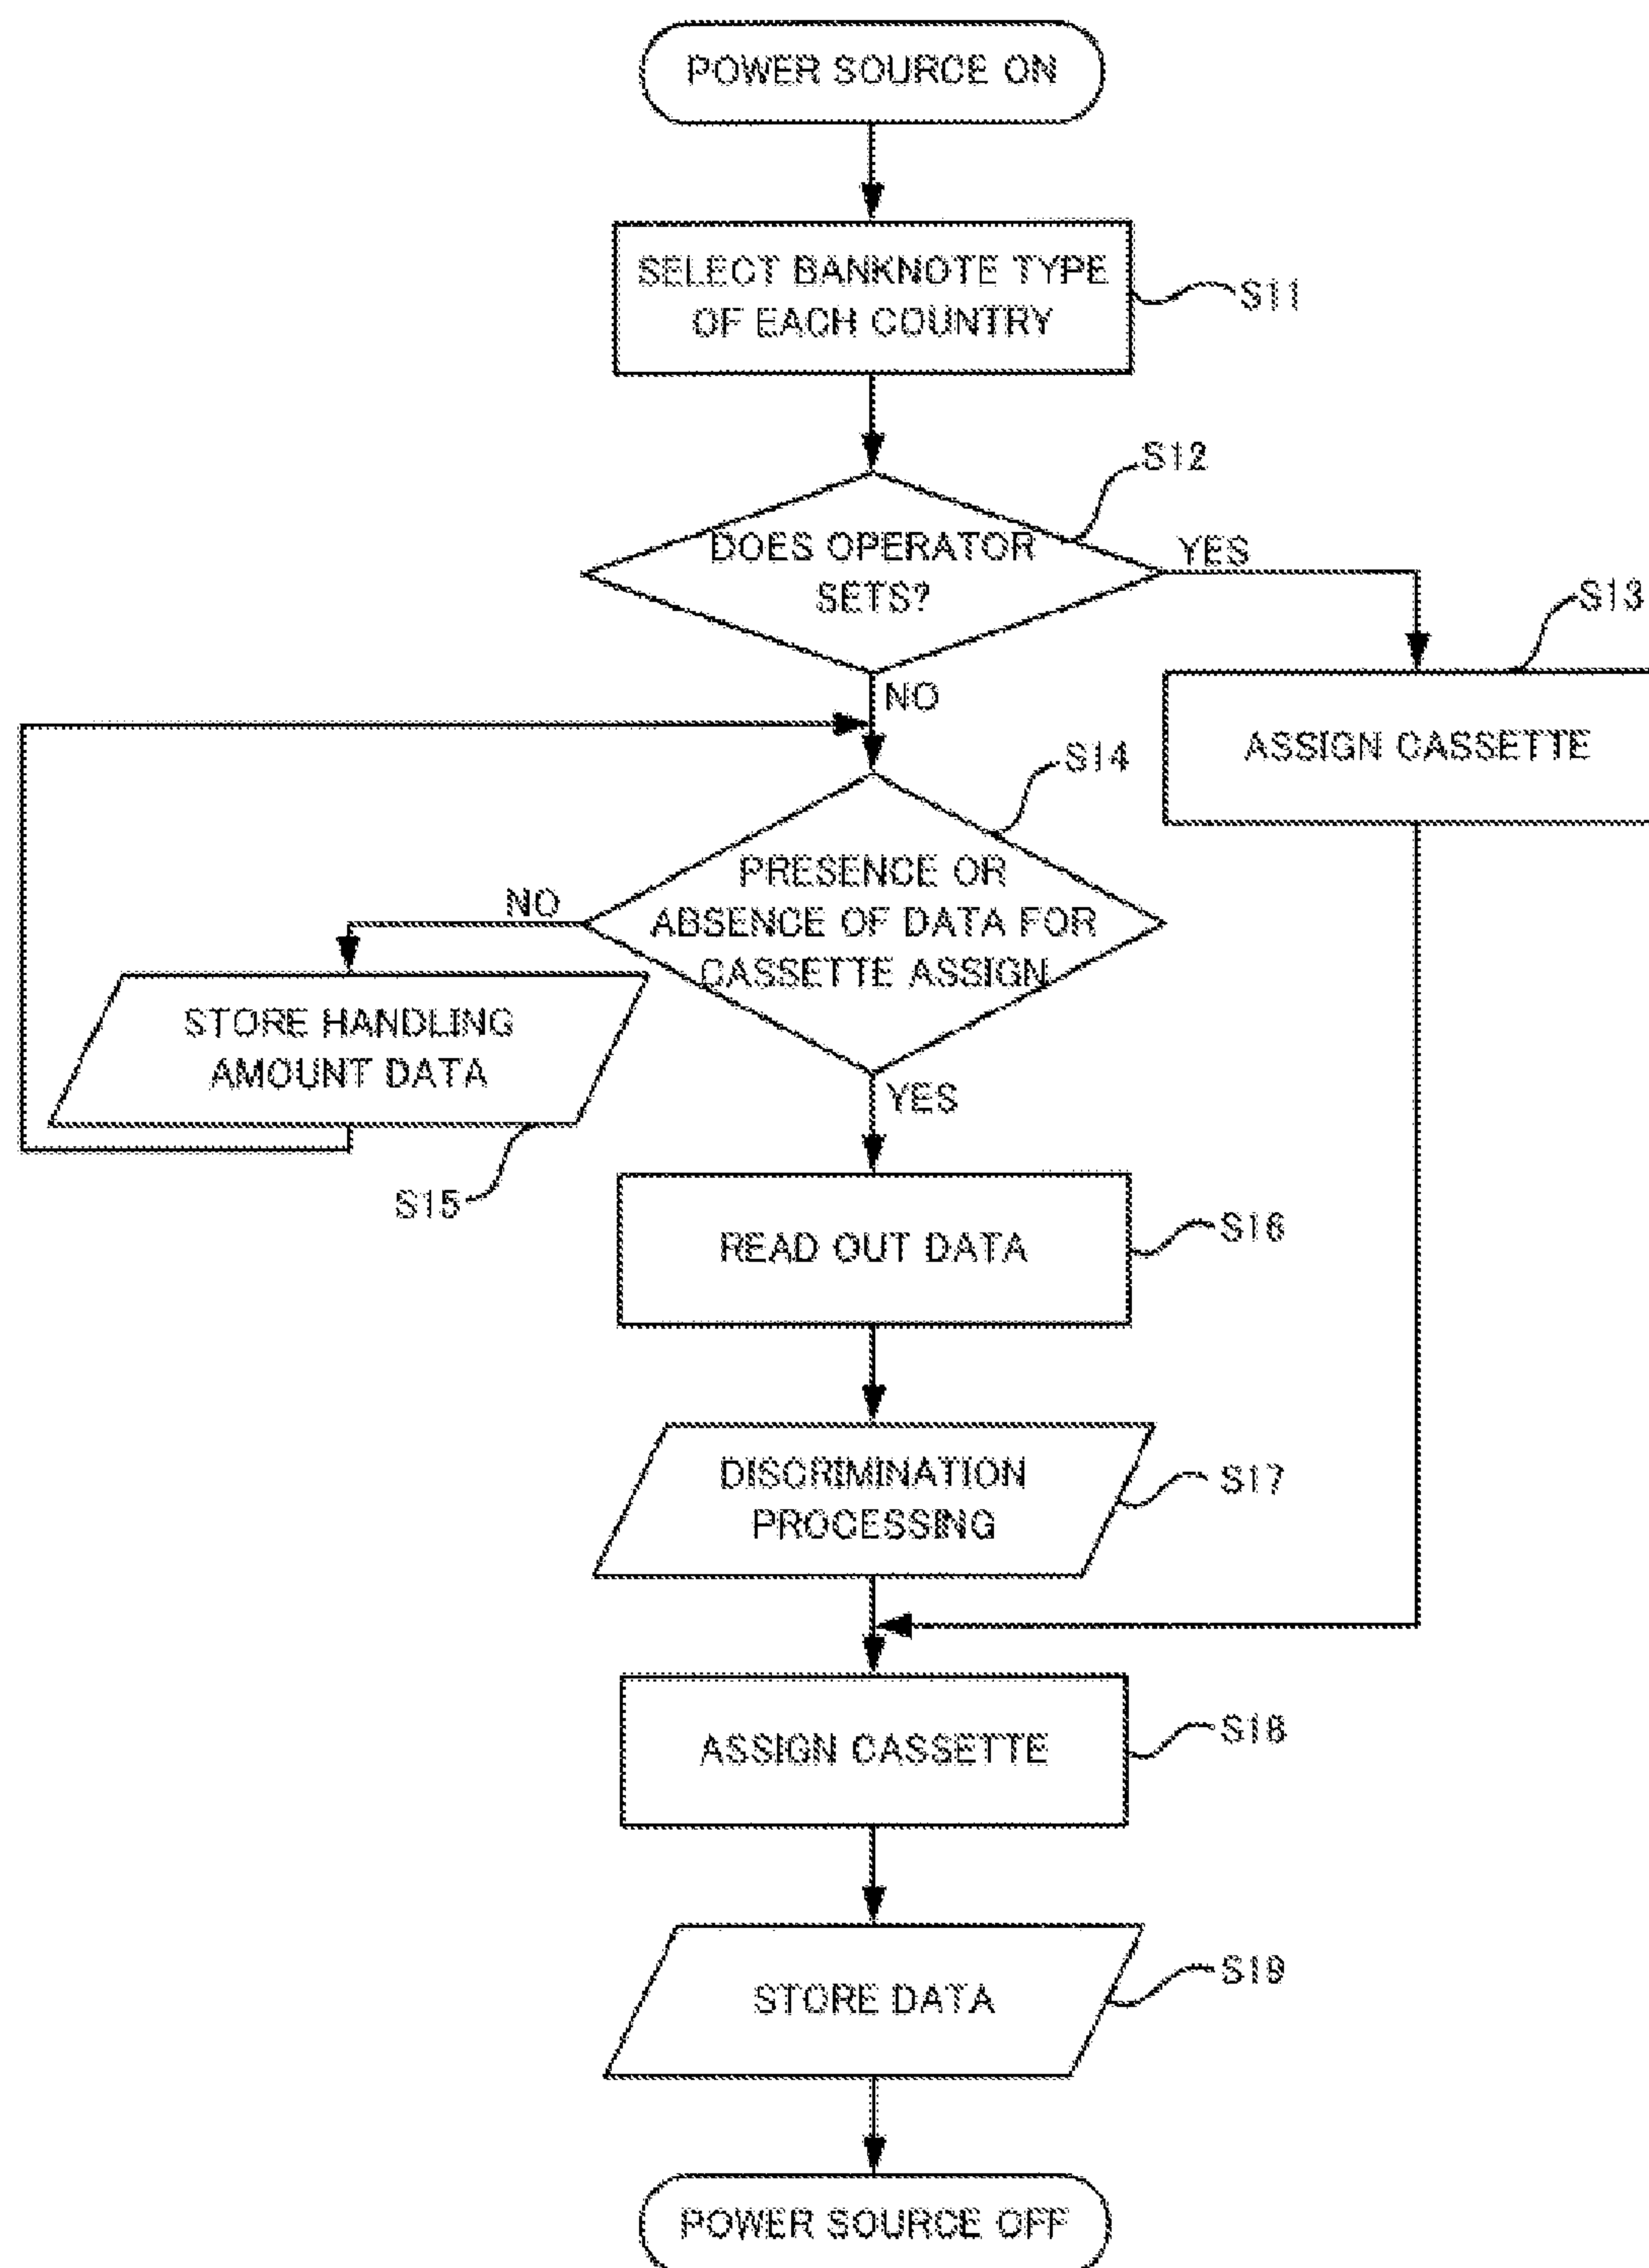 POWER SOURCE ON
SELECT BANKNOTE TYPE
OF EACH COUNTRY
S11
S12
DOES OPERATOR
SETS?
YES
S13
NO
ASSIGN CASSETTE
S14
PRESENCE OR
ABSENCE OF DATA FOR
CASSETTE ASSIGN
NO
STORE HANDLING
AMOUNT DATA
YES
S15
READ OUT DATA
S16
DISCRIMINATION
PROCESSING
S17
ASSIGN CASSETTE
S18
STORE DATA
S19
POWER SOURCE OFF